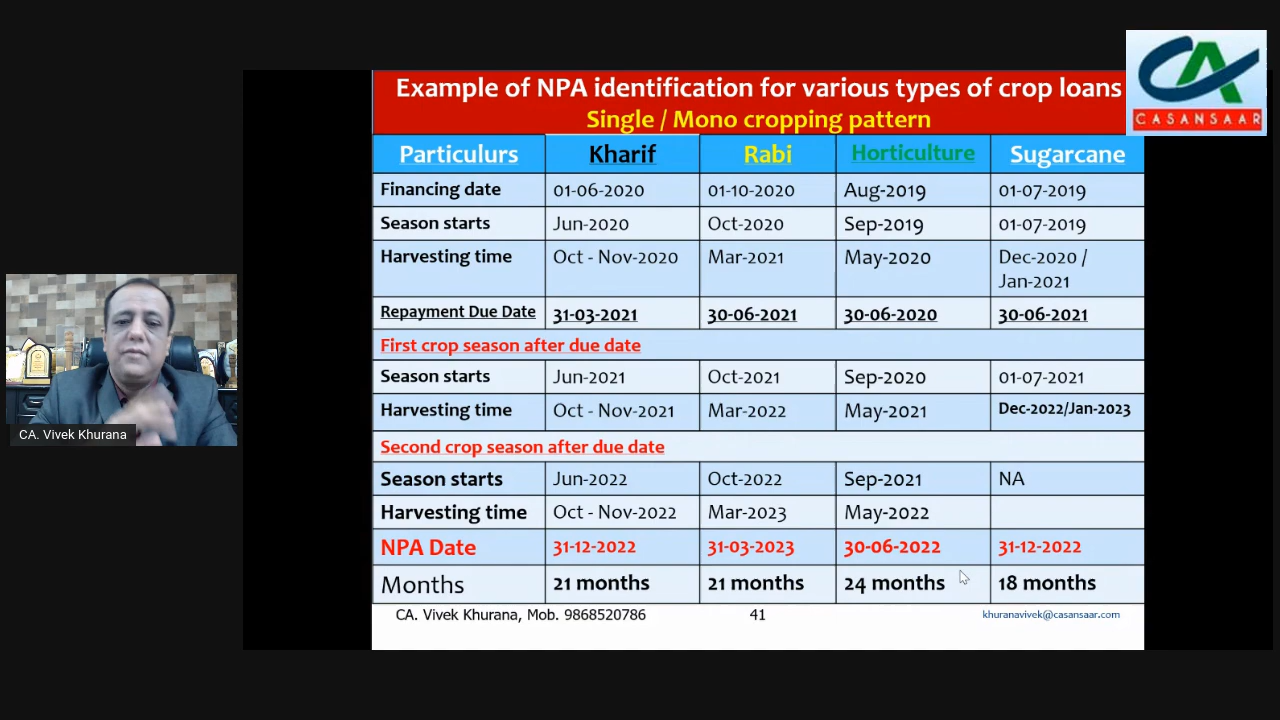 CASANSAAR
Example of NPA identification for various types of crop loans
Single / Mono cropping pattern
Particulurs Kharif Rabi Horticulture Sugarcane
Financing date 01-06-2020 01-10-2020 Aug-2019 01-07-2019
Season starts Jun-2020 Oct-2020 Sep-2019 01-07-2019
Harvesting time Oct - Nov-2020 Mar-2021 May-2020 Dec-2020 /
Jan-2021
Repayment Due Date 31-03-2021 30-06-2021 30-06-2020 30-06-2021
First crop season after due date
Season starts Jun-2021 Oct-2021 Sep-2020 01-07-2021
Harvesting time Oct - Nov-2021 Mar-2022 May-2021 Dec-2022/Jan-2023
Second crop season after due date
Season starts Jun-2022 Oct-2022 Sep-2021 NA
Harvesting time Oct - Nov-2022 Mar-2023 May-2022
NPA Date 31-12-2022 31-03-2023 30-06-2022 31-12-2022
Months 21 months 21 months 24 months 18 months
CA. Vivek Khurana, Mob. 9868520786 41 khuranavivek@casansaar.com
CA. Vivek Khurana